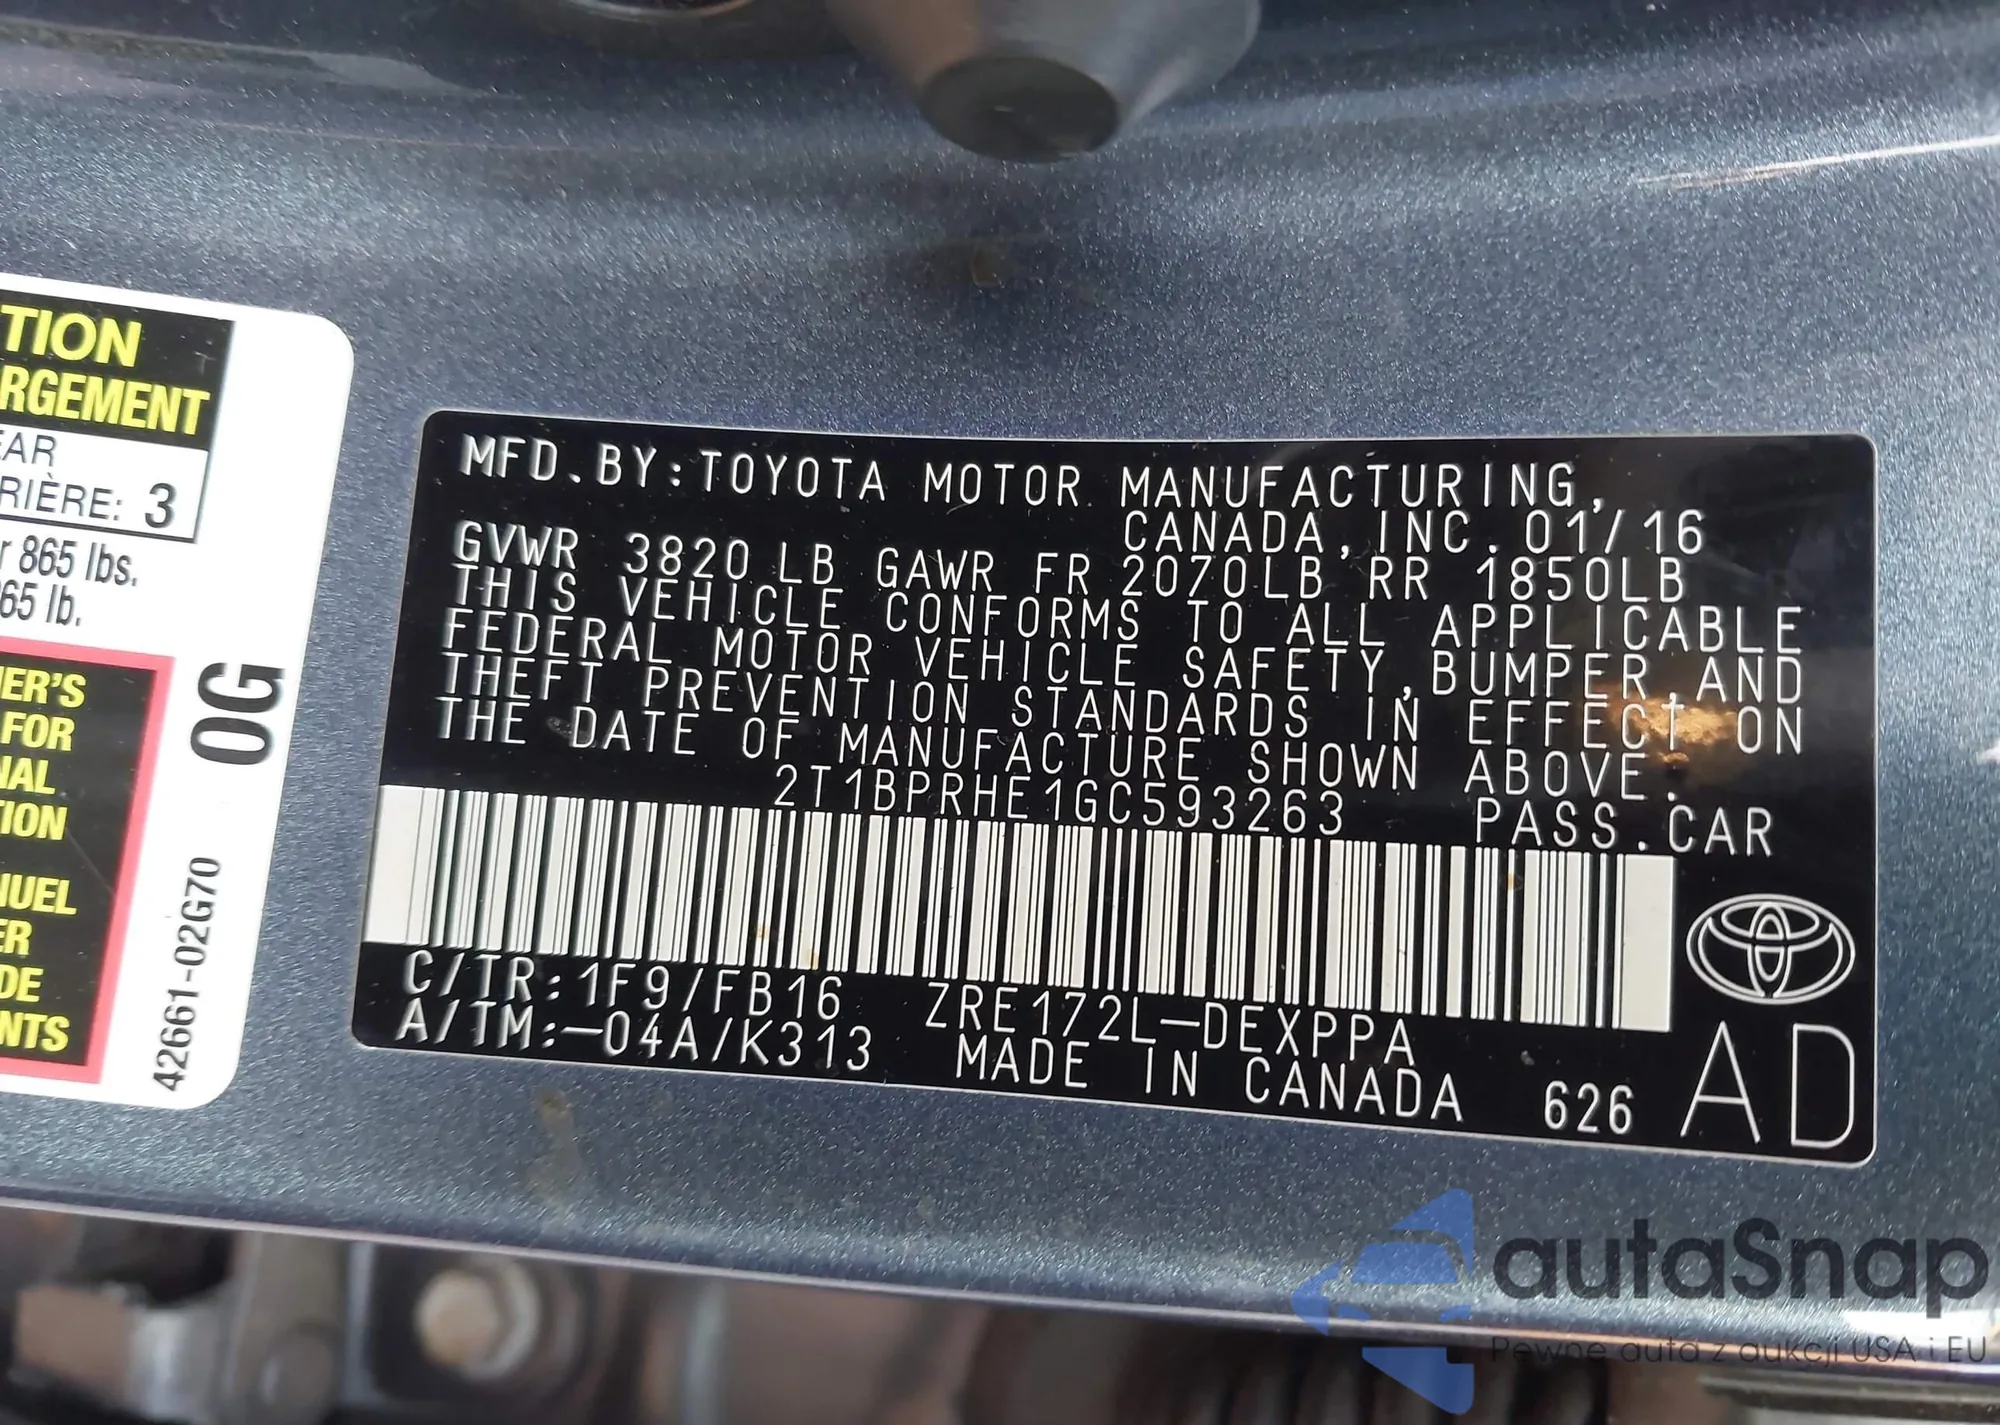 TION
RGEMENT
EAR
RIÈRE: 3
r 865 lbs.
65 lb.
NER'S
FOR
NAL
TION
NUEL
ER
DE
NTS
0G
42661-02G70
MFD.BY:TOYOTA MOTOR MANUFACTURING,
CANADA,INC.01/16
GVWR 3820 LB GAWR FR 2070LB RR 1850LB
THIS VEHICLE CONFORMS TO ALL APPLICABLE
FEDERAL MOTOR VEHICLE SAFETY,BUMPER,AND
THEFT PREVENTION STANDARDS IN EFFECT ON
THE DATE OF MANUFACTURE SHOWN ABOVE.
2T1BPRHE1GC593263 PASS.CAR
C/TR:1F9/FB16 ZRE172L-DEXPPA
A/TM:-04A/K313 MADE IN CANADA 626 AD
autaSnap
Pewne auta z aukcji USA i EU